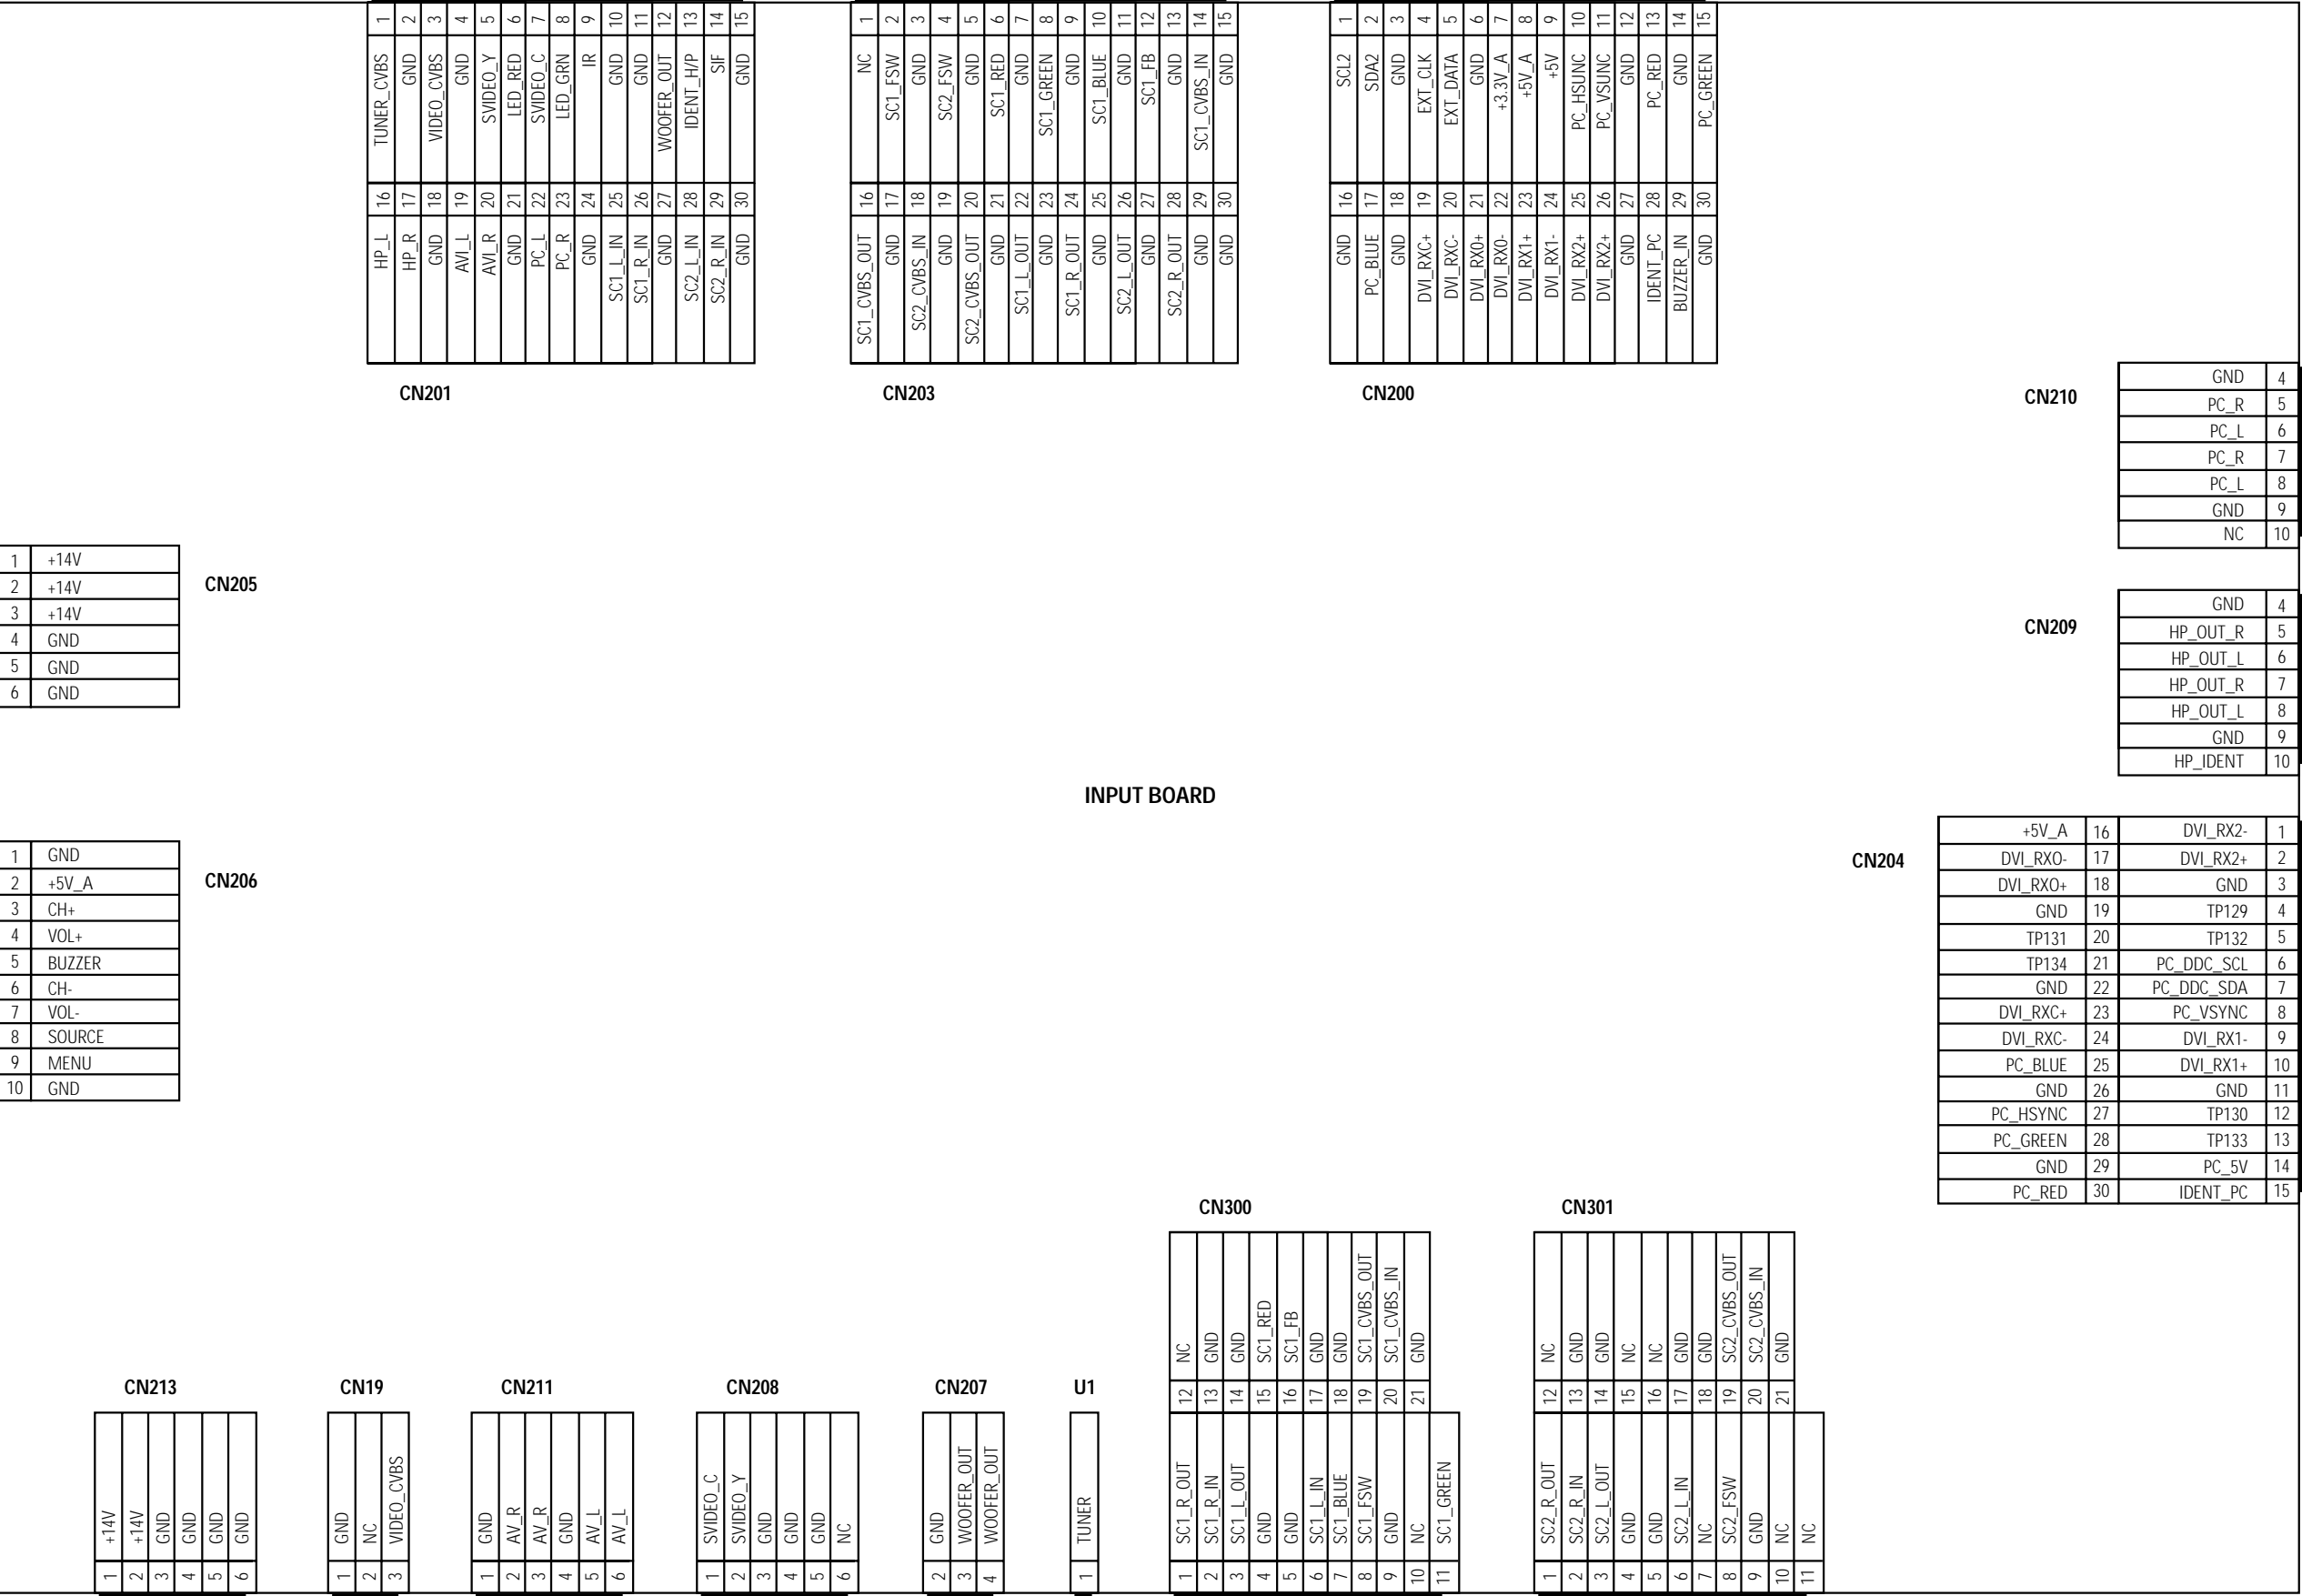 1 2 3 4 5 6 7 8 9 10 11 12 13 14 15
TUNER_CVBS GND VIDEO_CVBS GND SVIDEO_Y LED_RED SVIDEO_C LED_GRN IR GND GND WOOFER_OUT IDENT_H/P SIF GND
16 17 18 19 20 21 22 23 24 25 26 27 28 29 30
HP_L HP_R GND AVI_L AVI_R GND PC_L PC_R GND SC1_L_IN SC1_R_IN GND SC2_L_IN SC2_R_IN GND
CN201
1 2 3 4 5 6 7 8 9 10 11 12 13 14 15
NC SC1_FSW GND SC2_FSW GND SC1_RED GND SC1_GREEN GND SC1_BLUE GND SC1_FB GND SC1_CVBS_IN GND
16 17 18 19 20 21 22 23 24 25 26 27 28 29 30
SC1_CVBS_OUT GND SC2_CVBS_IN GND SC2_CVBS_OUT GND SC1_L_OUT GND SC1_R_OUT GND SC2_L_OUT GND SC2_R_OUT GND GND
CN203
1 2 3 4 5 6 7 8 9 10 11 12 13 14 15
SCL2 SDA2 GND EXT_CLK EXT_DATA GND +3.3V_A +5V_A +5V PC_HSUNC PC_VSUNC GND PC_RED GND PC_GREEN
16 17 18 19 20 21 22 23 24 25 26 27 28 29 30
GND PC_BLUE GND DVI_RXC+ DVI_RXC- DVI_RX0+ DVI_RX0- DVI_RX1+ DVI_RX1- DVI_RX2+ DVI_RX2+ GND IDENT_PC BUZZER_IN GND
CN200
CN210
GND 4
PC_R 5
PC_L 6
PC_R 7
PC_L 8
GND 9
NC 10
1 +14V
2 +14V
3 +14V
4 GND
5 GND
6 GND
CN205
CN209
GND 4
HP_OUT_R 5
HP_OUT_L 6
HP_OUT_R 7
HP_OUT_L 8
GND 9
HP_IDENT 10
INPUT BOARD
1 GND
2 +5V_A
3 CH+
4 VOL+
5 BUZZER
6 CH-
7 VOL-
8 SOURCE
9 MENU
10 GND
CN206
CN204
+5V_A 16 DVI_RX2- 1
DVI_RXO- 17 DVI_RX2+ 2
DVI_RXO+ 18 GND 3
GND 19 TP129 4
TP131 20 TP132 5
TP134 21 PC_DDC_SCL 6
GND 22 PC_DDC_SDA 7
DVI_RXC+ 23 PC_VSYNC 8
DVI_RXC- 24 DVI_RX1- 9
PC_BLUE 25 DVI_RX1+ 10
GND 26 GND 11
PC_HSYNC 27 TP130 12
PC_GREEN 28 TP133 13
GND 29 PC_5V 14
PC_RED 30 IDENT_PC 15
CN213
+14V +14V GND GND GND GND
1 2 3 4 5 6
CN19
GND NC VIDEO_CVBS
1 2 3
CN211
GND AV_R AV_R GND AV_L AV_L
1 2 3 4 5 6
CN208
SVIDEO_C SVIDEO_Y GND GND GND NC
1 2 3 4 5 6
CN207
GND WOOFER_OUT WOOFER_OUT
2 3 4
U1
TUNER
1
CN300
NC GND GND SC1_RED SC1_FB GND GND SC1_CVBS_OUT SC1_CVBS_IN GND
12 13 14 15 16 17 18 19 20 21
SC1_R_OUT SC1_R_IN SC1_L_OUT GND GND SC1_L_IN SC1_BLUE SC1_FSW GND NC SC1_GREEN
1 2 3 4 5 6 7 8 9 10 11
CN301
NC GND GND NC NC GND GND SC2_CVBS_OUT SC2_CVBS_IN GND
12 13 14 15 16 17 18 19 20 21
SC2_R_OUT SC2_R_IN SC2_L_OUT GND GND SC2_L_IN NC SC2_FSW GND NC NC
1 2 3 4 5 6 7 8 9 10 11